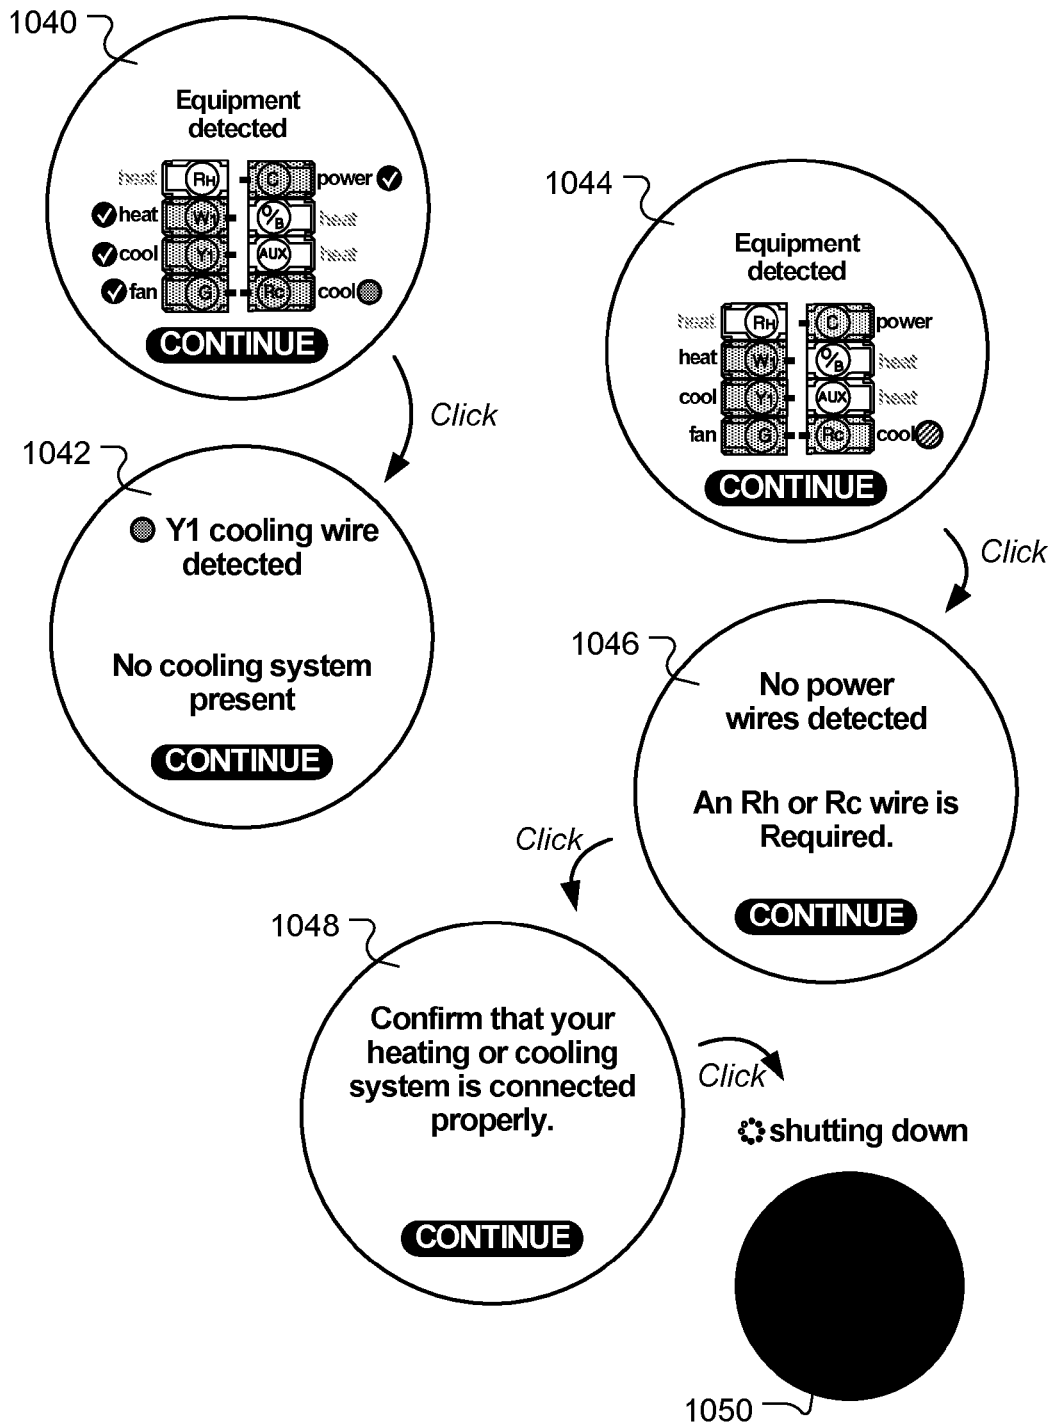 1040
Equipment
detected
heat RH C power
heat W1 O/B heat
cool Y1 AUX heat
fan G Rc cool
CONTINUE
Click
1042
Y1 cooling wire
detected
No cooling system
present
CONTINUE
1044
Equipment
detected
heat RH C power
heat W1 O/B heat
cool Y1 AUX heat
fan G Rc cool
CONTINUE
Click
1046
No power
wires detected
An Rh or Rc wire is
Required.
CONTINUE
Click
1048
Confirm that your
heating or cooling
system is connected
properly.
CONTINUE
Click
shutting down
1050